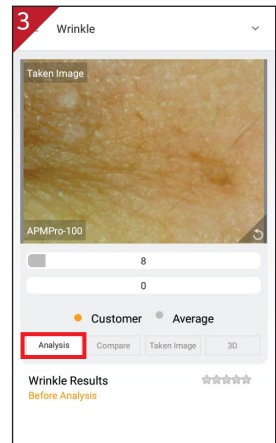 3
Wrinkle
Taken Image
APMPro-100
8
0
Customer Average
Analysis Compare Taken Image 3D
Wrinkle Results
Before Analysis